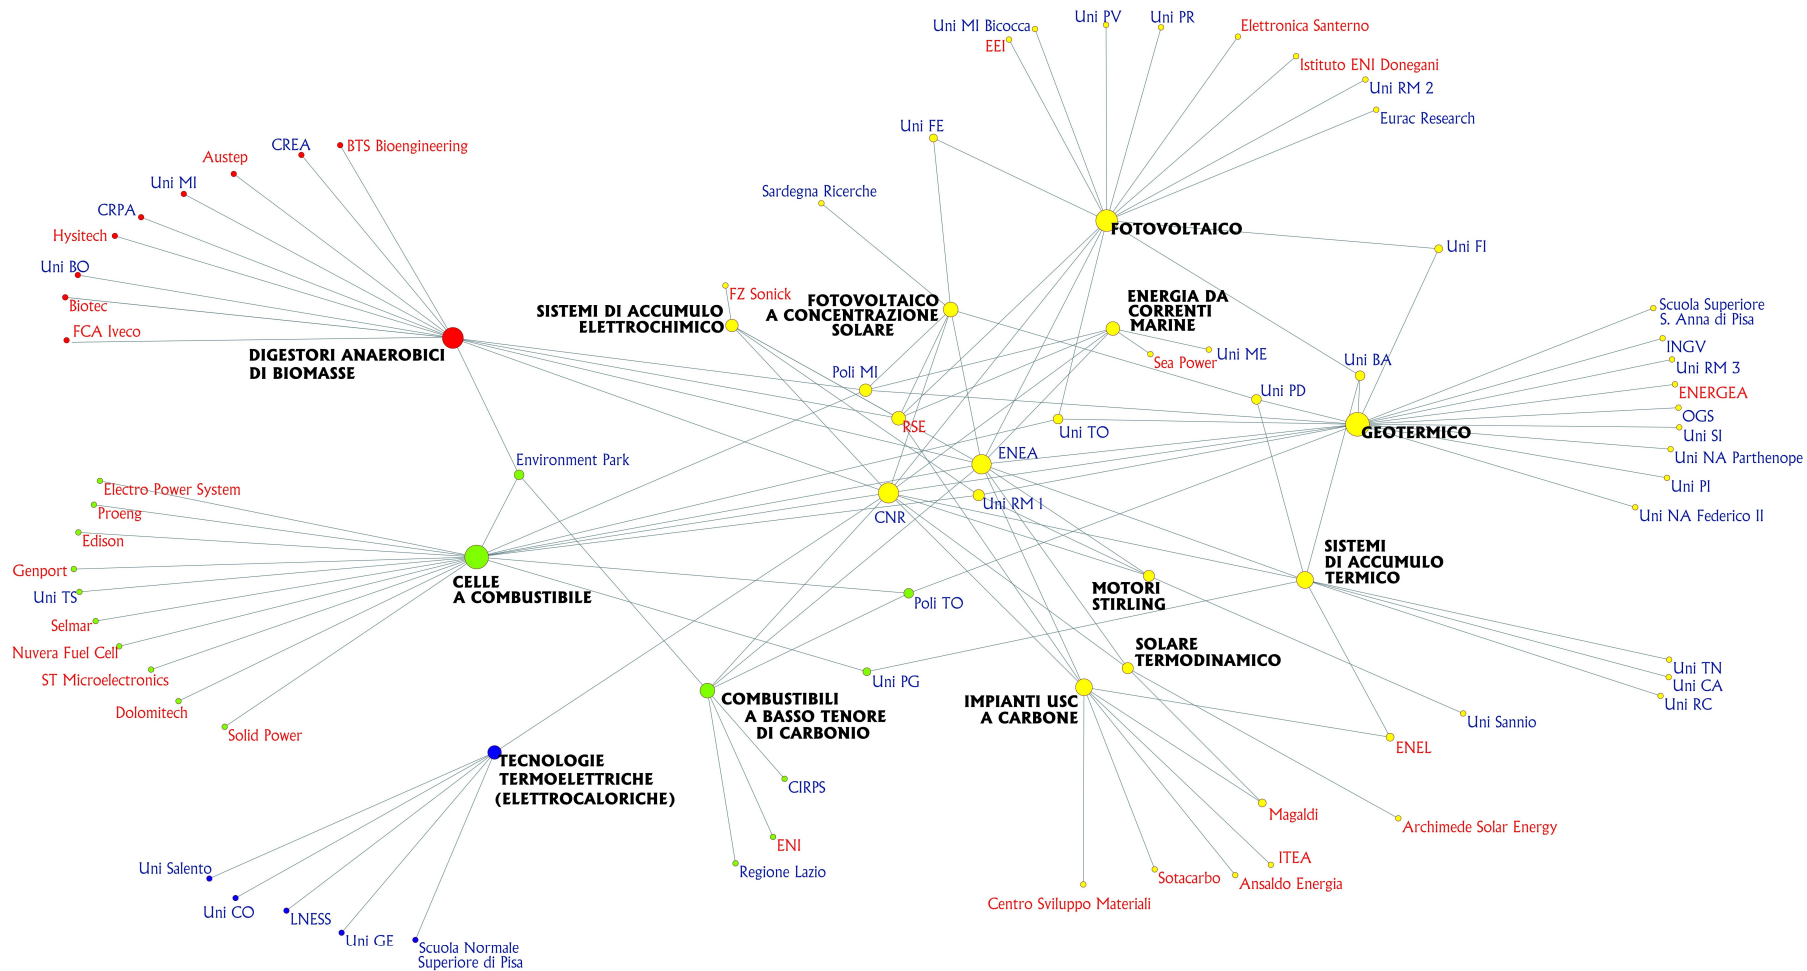 Uni MI Bicocca
Uni PV
Uni PR
Elettronica Santerno
EEI
Istituto ENI Donegani
Uni RM 2
Eurac Research
Uni FE
CREA
BTS Bioengineering
Austep
Uni MI
Sardegna Ricerche
CRPA
FOTOVOLTAICO
Hysitech
Uni FI
Uni BO
Biotec
FZ Sonick
FCA Iveco
SISTEMI DI ACCUMULO
ELETTROCHIMICO
FOTOVOLTAICO
A CONCENTRAZIONE
SOLARE
ENERGIA DA
CORRENTI
MARINE
Scuola Superiore
S. Anna di Pisa
DIGESTORI ANAEROBICI
DI BIOMASSE
Uni ME
Sea Power
Uni BA
INGV
Uni RM 3
Poli MI
Uni PD
ENERGEA
OGS
RSE
Uni TO
GEOTERMICO
Uni SI
Environment Park
ENEA
Uni NA Parthenope
Electro Power System
Uni PI
Proeng
CNR
Uni RM 1
Uni NA Federico II
Edison
SISTEMI
DI ACCUMULO
TERMICO
Genport
CELLE
A COMBUSTIBILE
MOTORI
STIRLING
Uni TS
Poli TO
Selmar
Nuvera Fuel Cell
SOLARE
TERMODINAMICO
ST Microelectronics
Uni PG
Uni TN
Uni CA
Uni RC
Dolomitech
COMBUSTIBILI
A BASSO TENORE
DI CARBONIO
IMPIANTI USC
A CARBONE
Uni Sannio
Solid Power
ENEL
TECNOLOGIE
TERMOELETTRICHE
(ELETTROCALORICHE)
CIRPS
Magaldi
Archimede Solar Energy
ENI
ITEA
Uni Salento
Regione Lazio
Sotacarbo
Ansaldo Energia
Centro Sviluppo Materiali
Uni CO
LNESS
Uni GE
Scuola Normale
Superiore di Pisa